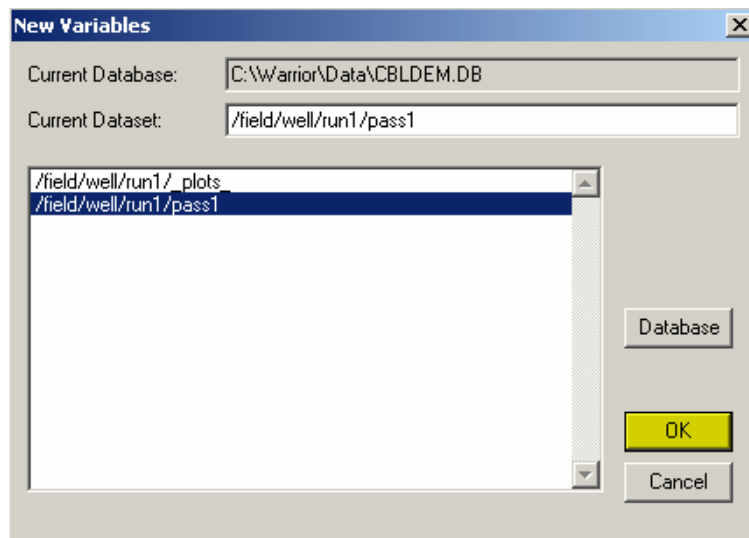 New Variables
Current Database: C:\Warrior\Data\CBLDEM.DB
Current Dataset: /field/well/run1/pass1
/field/well/run1/_plots_
/field/well/run1/pass1
Database
OK
Cancel